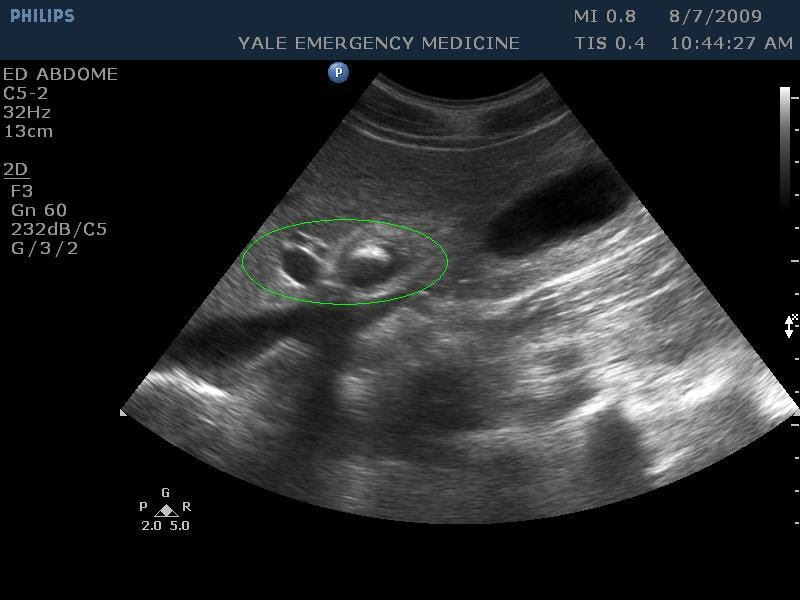 PHILIPS
MI 0.8 8/7/2009
YALE EMERGENCY MEDICINE TIS 0.4 10:44:27 AM
ED ABDOME
C5-2
32Hz
13cm
2D
F3
Gn 60
232dB/C5
G/3/2
P
G
P R
2.0 5.0